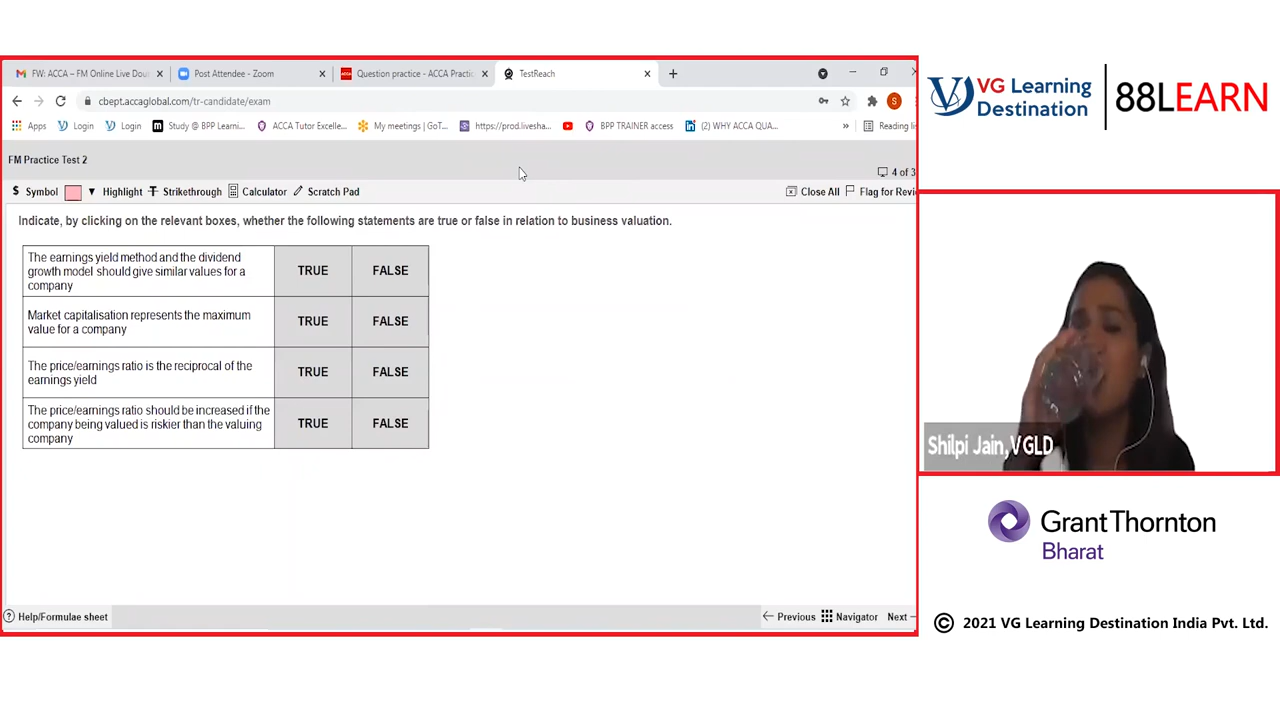 FW: ACCA – FM Online Live Dou
Post Attendee - Zoom
Question practice - ACCA Practic
TestReach
cbept.accaglobal.com/tr-candidate/exam
S
Apps
Login
Login
Study @ BPP Learni...
ACCA Tutor Excelle...
My meetings | GoT...
https://prod.livesha...
BPP TRAINER access
(2) WHY ACCA QUA...
»
Reading lis
FM Practice Test 2
4 of 3
$ Symbol
Highlight
Strikethrough
Calculator
Scratch Pad
Close All
Flag for Revie
Indicate, by clicking on the relevant boxes, whether the following statements are true or false in relation to business valuation.
The earnings yield method and the dividend
growth model should give similar values for a
company
TRUE
FALSE
Market capitalisation represents the maximum
value for a company
TRUE
FALSE
The price/earnings ratio is the reciprocal of the
earnings yield
TRUE
FALSE
The price/earnings ratio should be increased if the
company being valued is riskier than the valuing
company
TRUE
FALSE
? Help/Formulae sheet
Previous
Navigator
Next
VG Learning
Destination
88LEARN
Shilpi Jain,VGLD
Grant Thornton
Bharat
© 2021 VG Learning Destination India Pvt. Ltd.